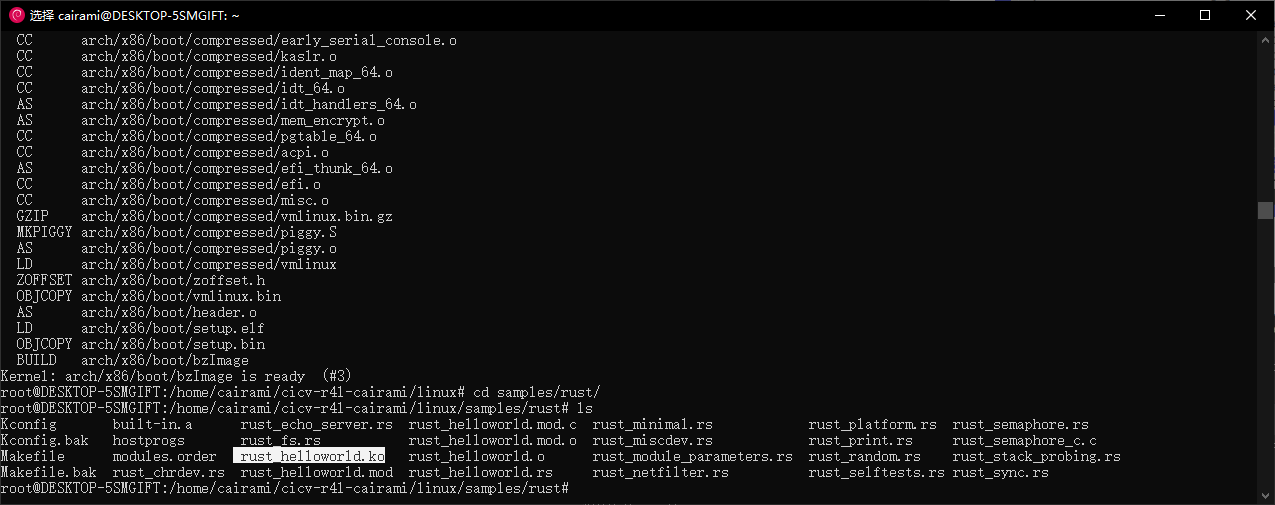 选择 cairami@DESKTOP-5SMGIFT: ~
CC      arch/x86/boot/compressed/early_serial_console.o
CC      arch/x86/boot/compressed/kaslr.o
CC      arch/x86/boot/compressed/ident_map_64.o
CC      arch/x86/boot/compressed/idt_64.o
AS      arch/x86/boot/compressed/idt_handlers_64.o
AS      arch/x86/boot/compressed/mem_encrypt.o
CC      arch/x86/boot/compressed/pgtable_64.o
CC      arch/x86/boot/compressed/acpi.o
AS      arch/x86/boot/compressed/efi_thunk_64.o
CC      arch/x86/boot/compressed/efi.o
CC      arch/x86/boot/compressed/misc.o
GZIP    arch/x86/boot/compressed/vmlinux.bin.gz
MKPIGGY arch/x86/boot/compressed/piggy.S
AS      arch/x86/boot/compressed/piggy.o
LD      arch/x86/boot/compressed/vmlinux
ZOFFSET arch/x86/boot/zoffset.h
OBJCOPY arch/x86/boot/vmlinux.bin
AS      arch/x86/boot/header.o
LD      arch/x86/boot/setup.elf
OBJCOPY arch/x86/boot/setup.bin
BUILD   arch/x86/boot/bzImage
Kernel: arch/x86/boot/bzImage is ready  (#3)
root@DESKTOP-5SMGIFT:/home/cairami/cicv-r4l-cairami/linux# cd samples/rust/
root@DESKTOP-5SMGIFT:/home/cairami/cicv-r4l-cairami/linux/samples/rust# ls
Kconfig       built-in.a      rust_echo_server.rs  rust_helloworld.mod.c  rust_minimal.rs            rust_platform.rs   rust_semaphore.rs
Kconfig.bak   hostprogs       rust_fs.rs           rust_helloworld.mod.o  rust_miscdev.rs            rust_print.rs      rust_semaphore_c.c
Makefile      modules.order   rust_helloworld.ko   rust_helloworld.o      rust_module_parameters.rs  rust_random.rs     rust_stack_probing.rs
Makefile.bak  rust_chrdev.rs  rust_helloworld.mod  rust_helloworld.rs     rust_netfilter.rs          rust_selftests.rs  rust_sync.rs
root@DESKTOP-5SMGIFT:/home/cairami/cicv-r4l-cairami/linux/samples/rust#